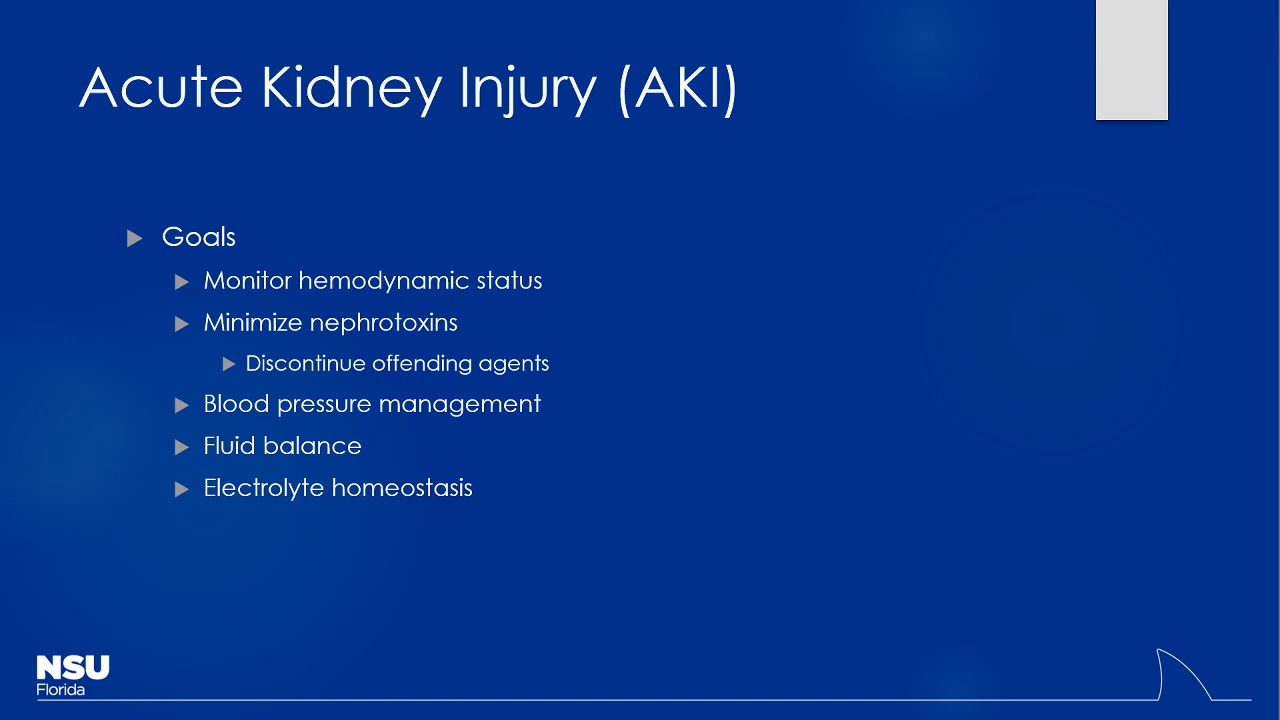 Acute Kidney Injury (AKI)
Goals
Monitor hemodynamic status
Minimize nephrotoxins
Discontinue offending agents
Blood pressure management
Fluid balance
Electrolyte homeostasis
NSU
Florida